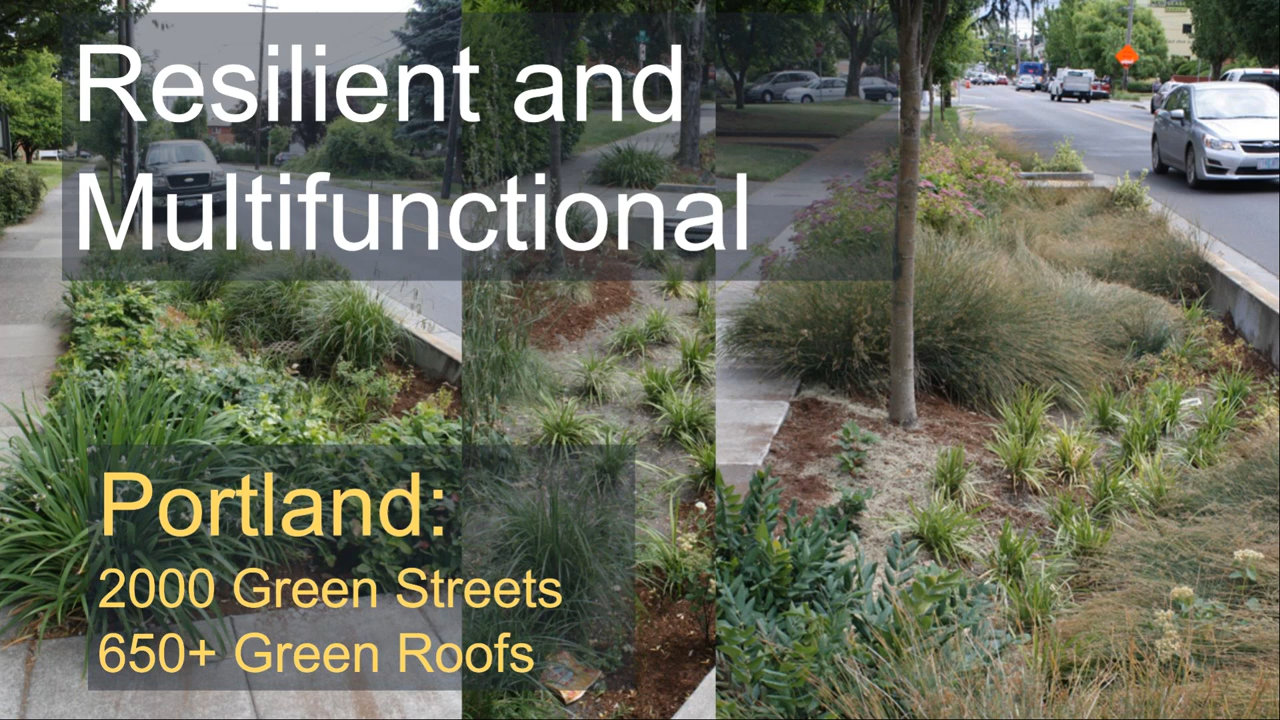 Resilient and
Multifunctional
Portland:
2000 Green Streets
650+ Green Roofs